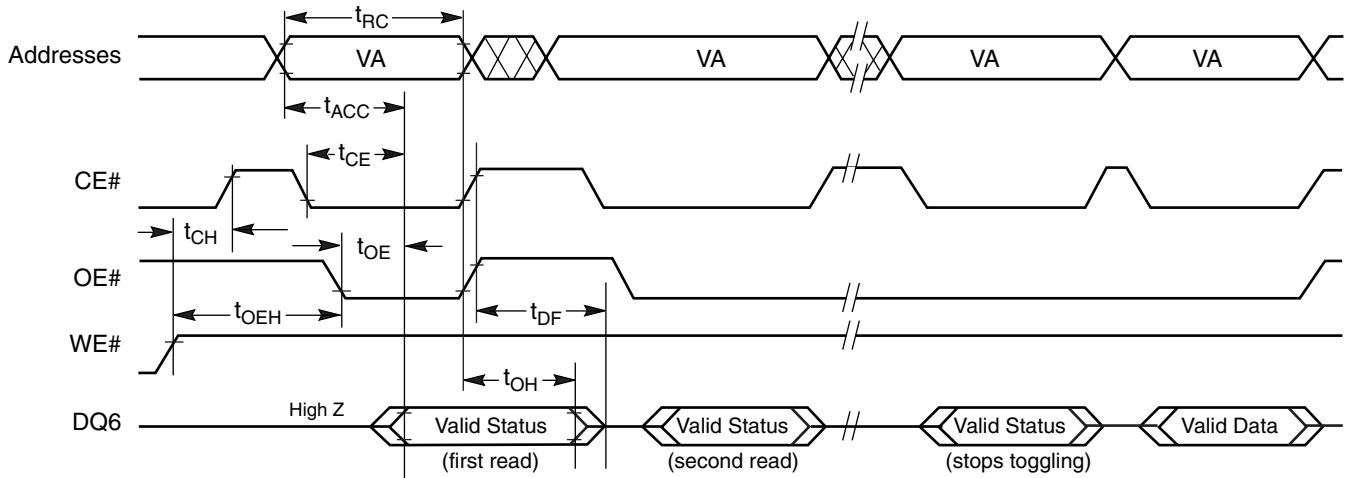 tRC
Addresses VA VA VA VA
tACC
tCE
CE#
tCH tOE
OE#
tOEH tDF
WE#
tOH
High Z
DQ6 Valid Status Valid Status Valid Status Valid Data
(first read) (second read) (stops toggling)